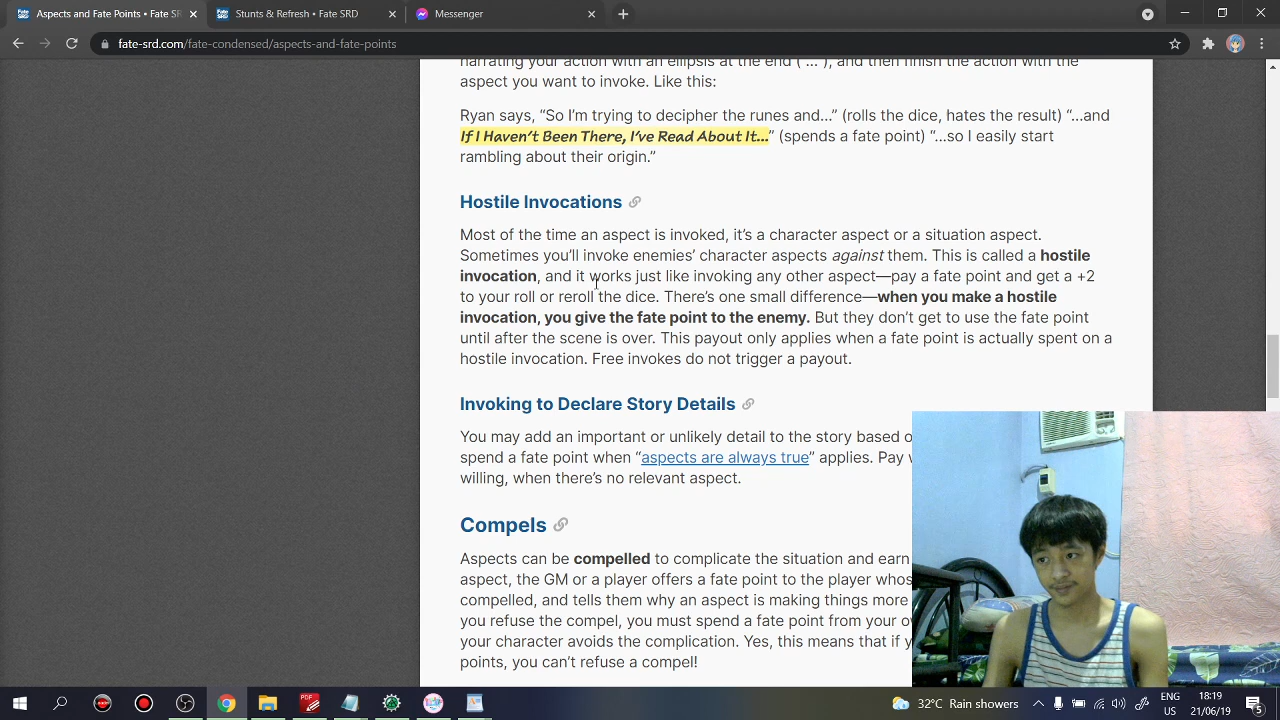 Aspects and Fate Points • Fate SR
Stunts & Refresh • Fate SRD
Messenger
fate-srd.com/fate-condensed/aspects-and-fate-points
narrating your action with an ellipsis at the end ("..."), and then finish the action with the
aspect you want to invoke. Like this:
Ryan says, “So I’m trying to decipher the runes and...” (rolls the dice, hates the result) “...and
If I Haven’t Been There, I’ve Read About It...” (spends a fate point) “...so I easily start
rambling about their origin.”
Hostile Invocations
Most of the time an aspect is invoked, it’s a character aspect or a situation aspect.
Sometimes you’ll invoke enemies’ character aspects against them. This is called a hostile
invocation, and it works just like invoking any other aspect—pay a fate point and get a +2
to your roll or reroll the dice. There’s one small difference—when you make a hostile
invocation, you give the fate point to the enemy. But they don’t get to use the fate point
until after the scene is over. This payout only applies when a fate point is actually spent on a
hostile invocation. Free invokes do not trigger a payout.
Invoking to Declare Story Details
You may add an important or unlikely detail to the story based o
spend a fate point when “aspects are always true” applies. Pay w
willing, when there’s no relevant aspect.
Compels
Aspects can be compelled to complicate the situation and earn
aspect, the GM or a player offers a fate point to the player whos
compelled, and tells them why an aspect is making things more
you refuse the compel, you must spend a fate point from your ow
your character avoids the complication. Yes, this means that if y
points, you can’t refuse a compel!
PDF
32°C Rain showers
ENG
US
18:19
21/06/19
5